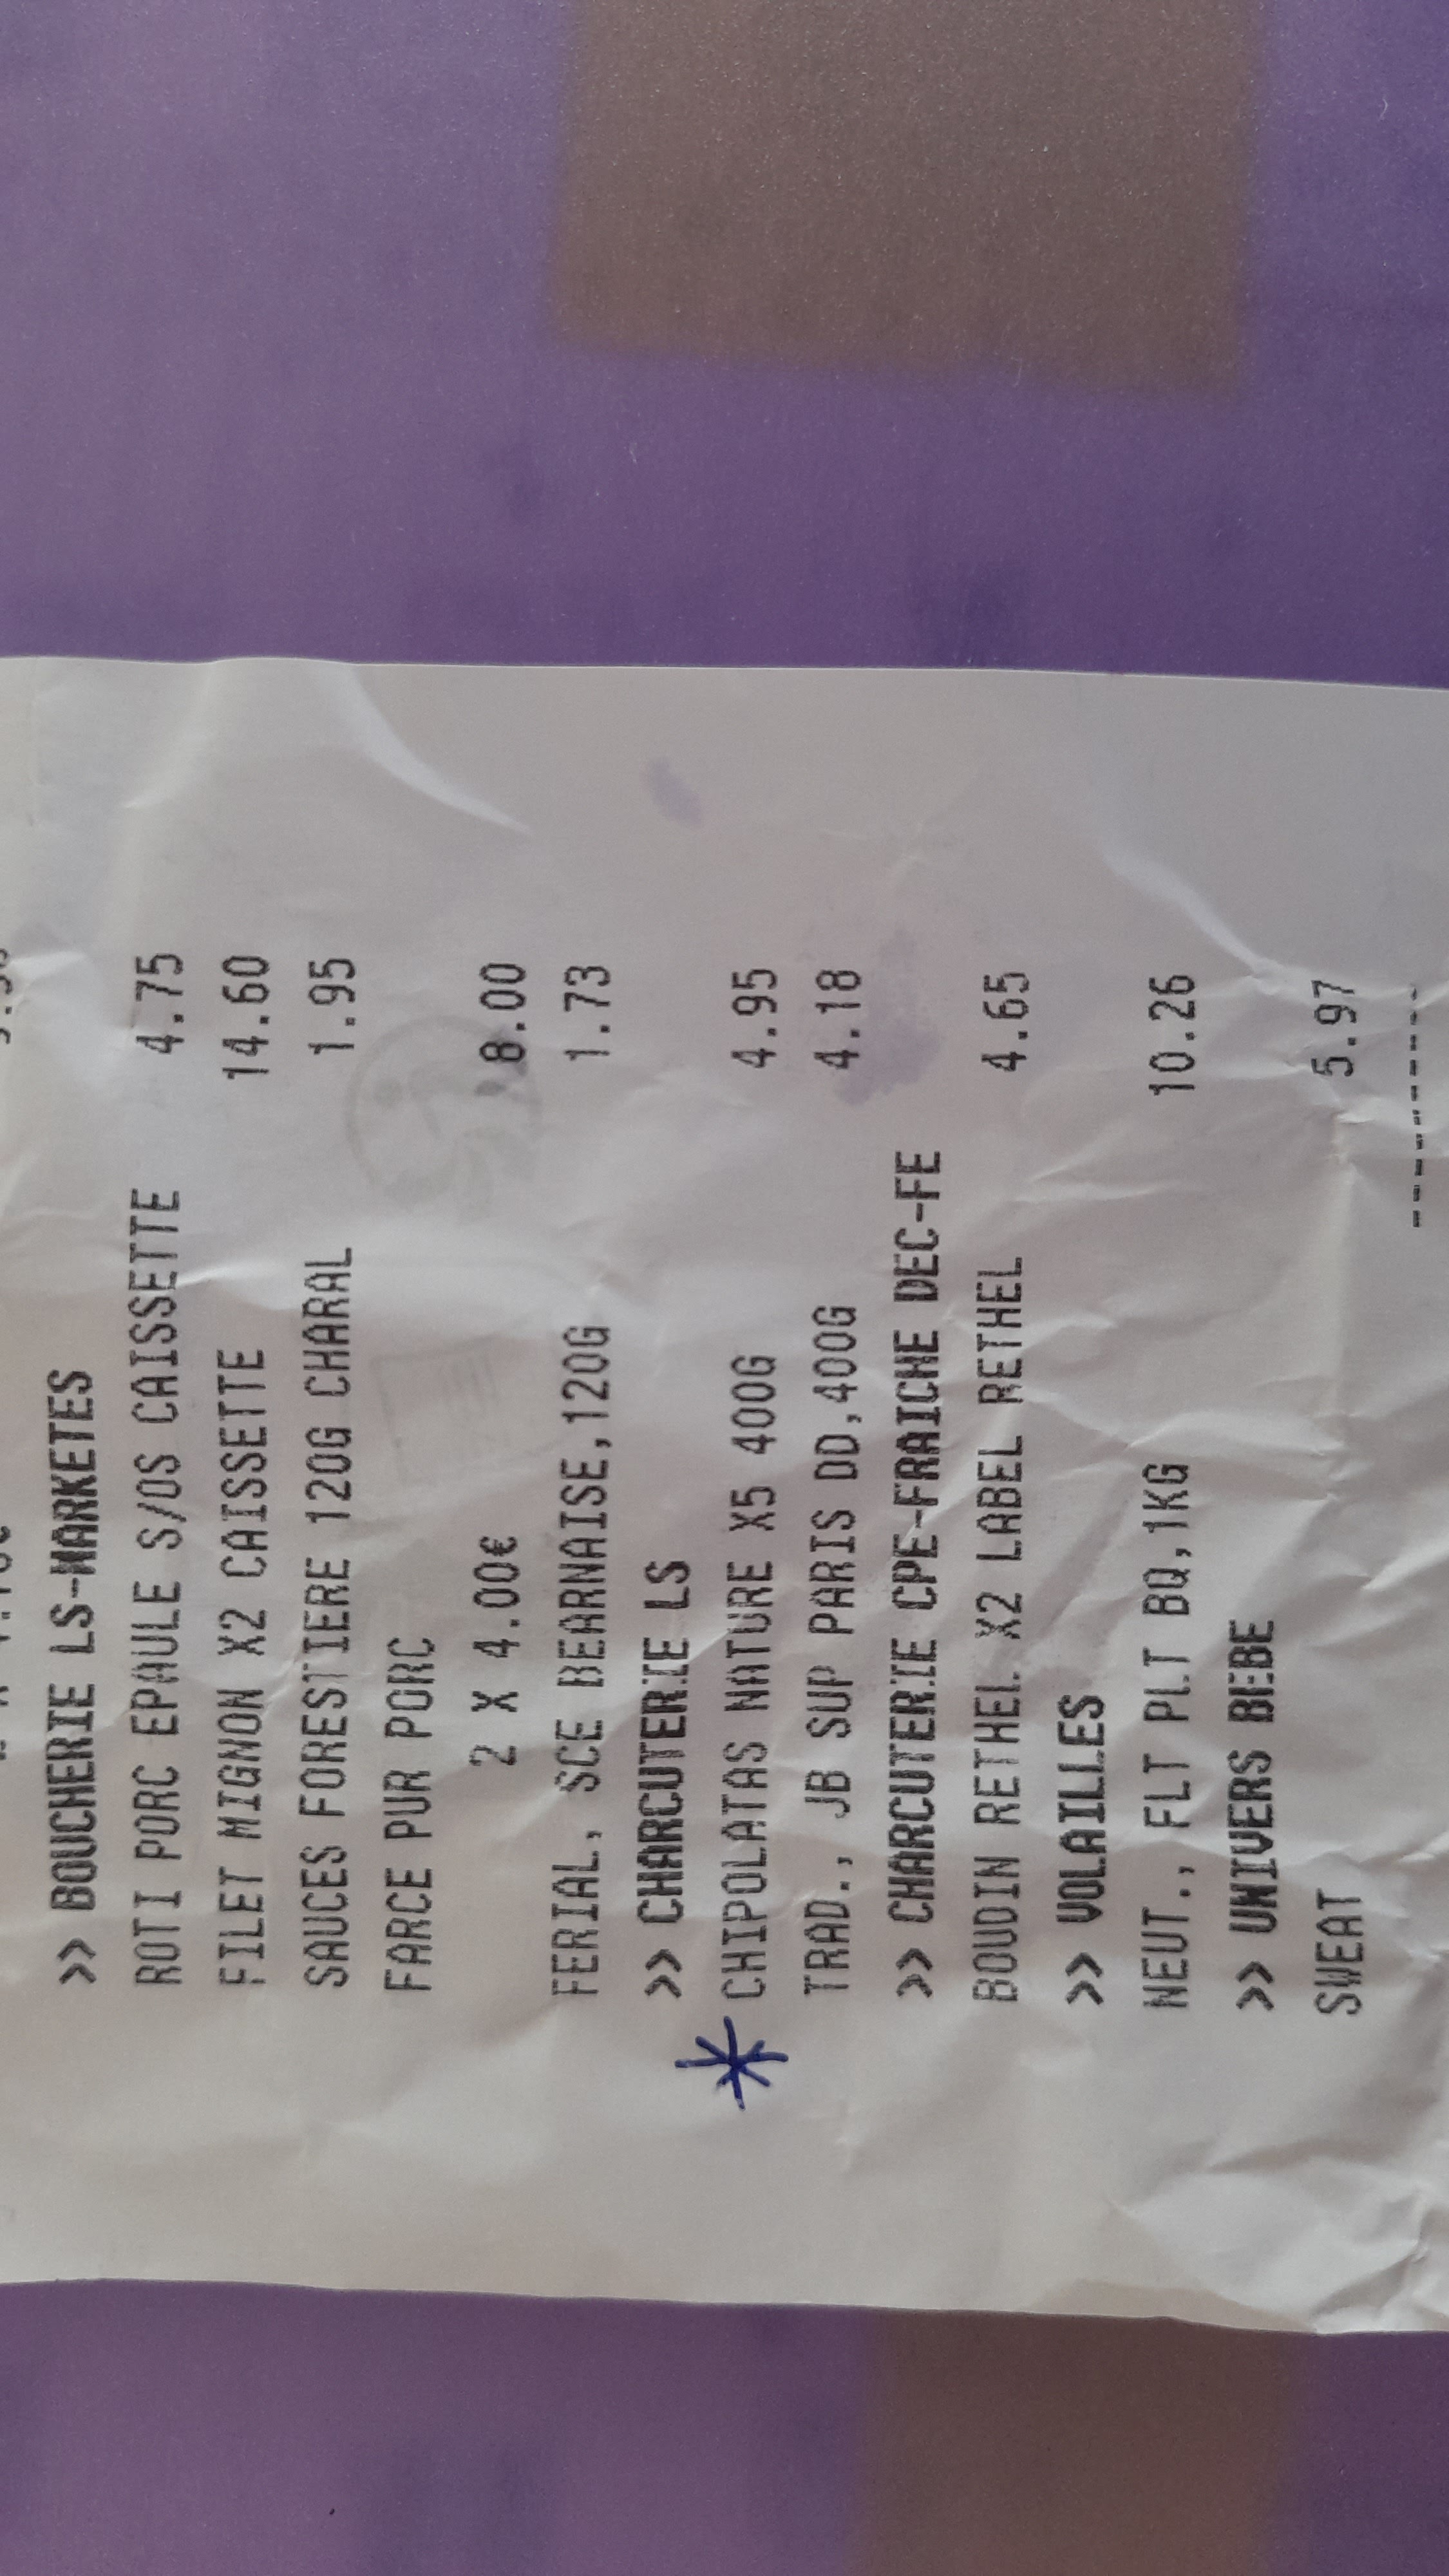 >> BOUCHERIE LS-MARKETES
ROTI PORC EPAULE S/OS CAISSETTE 4.75
FILET MIGNON X2 CAISSETTE 14.60
SAUCES FORESTIERE 120G CHARAL 1.95
FARCE PUR PORC
2 X 4.00€ 8.00
FERIAL, SCE BEARNAISE,120G 1.73
>> CHARCUTERIE LS
* CHIPOLATAS NATURE X5 400G 4.95
TRAD., JB SUP PARIS DD,400G 4.18
>> CHARCUTERIE CPE-FRAICHE DEC-FE
BOUDIN RETHEL X2 LABEL RETHEL 4.65
>> VOLAILLES
NEUT., FLT PLT BQ,1KG 10.26
>> UNIVERS BEBE
SWEAT 5.97
----------